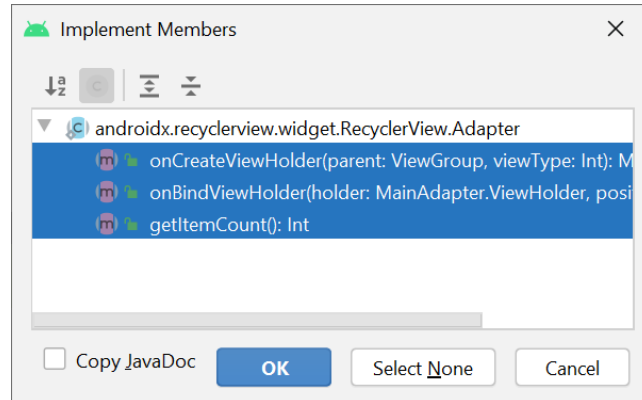 Implement Members
androidx.recyclerview.widget.RecyclerView.Adapter
onCreateViewHolder(parent: ViewGroup, viewType: Int): M
onBindViewHolder(holder: MainAdapter.ViewHolder, posi
getItemCount(): Int
Copy JavaDoc
OK
Select None
Cancel